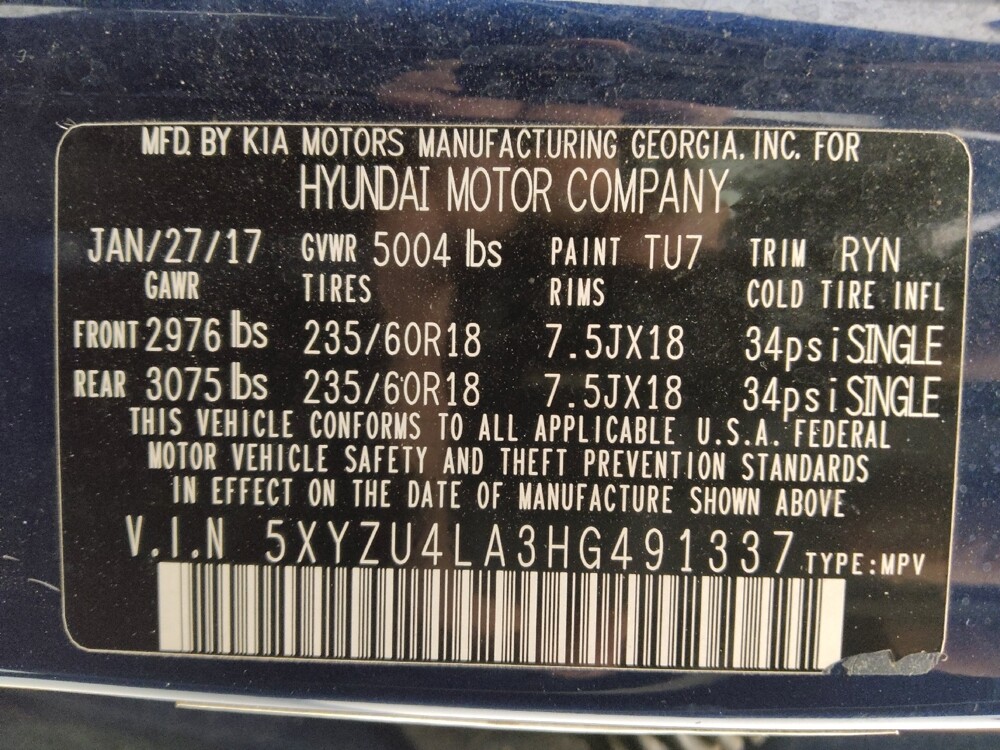 MFD. BY KIA MOTORS MANUFACTURING GEORGIA, INC. FOR
HYUNDAI MOTOR COMPANY
JAN/27/17 GVWR 5004 lbs PAINT TU7 TRIM RYN
GAWR TIRES RIMS COLD TIRE INFL
FRONT 2976 lbs 235/60R18 7.5JX18 34psi SINGLE
REAR 3075 lbs 235/60R18 7.5JX18 34psi SINGLE
THIS VEHICLE CONFORMS TO ALL APPLICABLE U.S.A. FEDERAL
MOTOR VEHICLE SAFETY AND THEFT PREVENTION STANDARDS
IN EFFECT ON THE DATE OF MANUFACTURE SHOWN ABOVE
V.I.N 5XYZU4LA3HG491337 TYPE:MPV